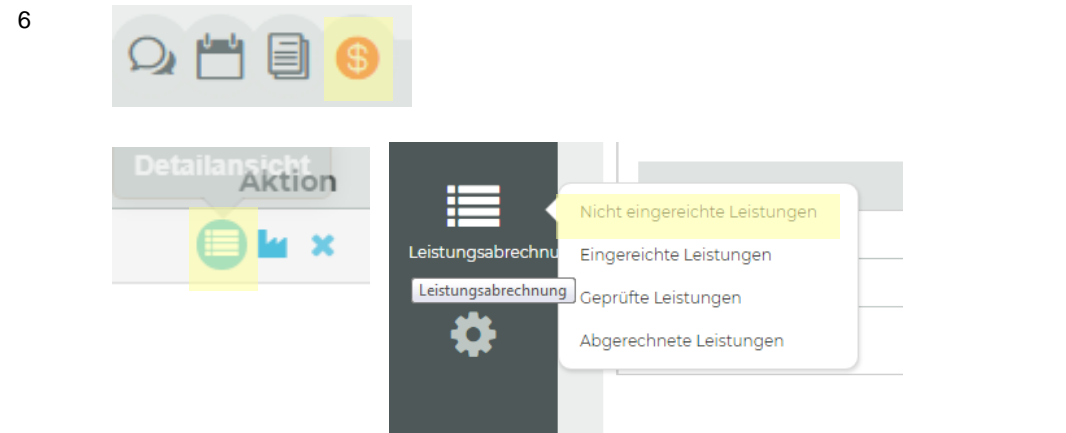 6
Detailansicht
Aktion
Leistungsabrechnu
Leistungsabrechnung
Nicht eingereichte Leistungen
Eingereichte Leistungen
Geprüfte Leistungen
Abgerechnete Leistungen